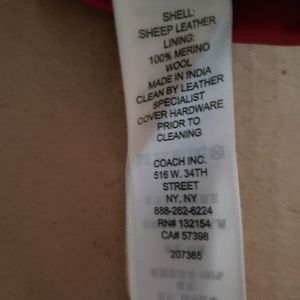 SHELL:
SHEEP LEATHER
LINING:
100% MERINO
WOOL
MADE IN INDIA
CLEAN BY LEATHER
SPECIALIST
COVER HARDWARE
PRIOR TO
CLEANING
COACH INC.
516 W. 34TH
STREET
NY, NY
888-262-6224
RN# 132154
CA# 57398
207365